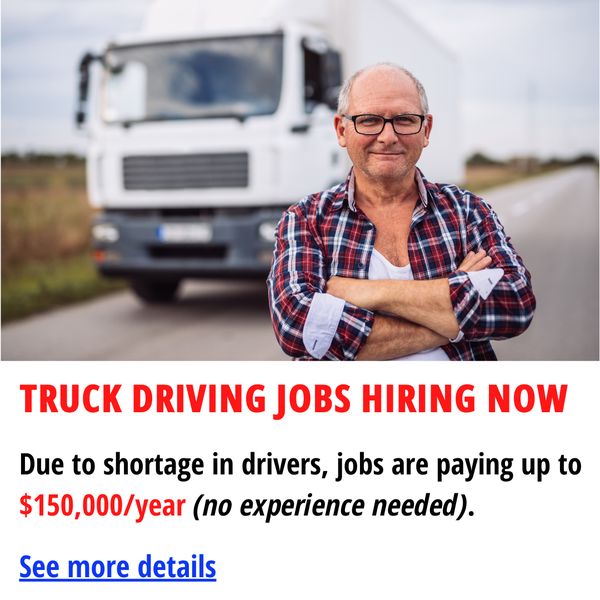 TRUCK DRIVING JOBS HIRING NOW
Due to shortage in drivers, jobs are paying up to
$150,000/year (no experience needed).
See more details